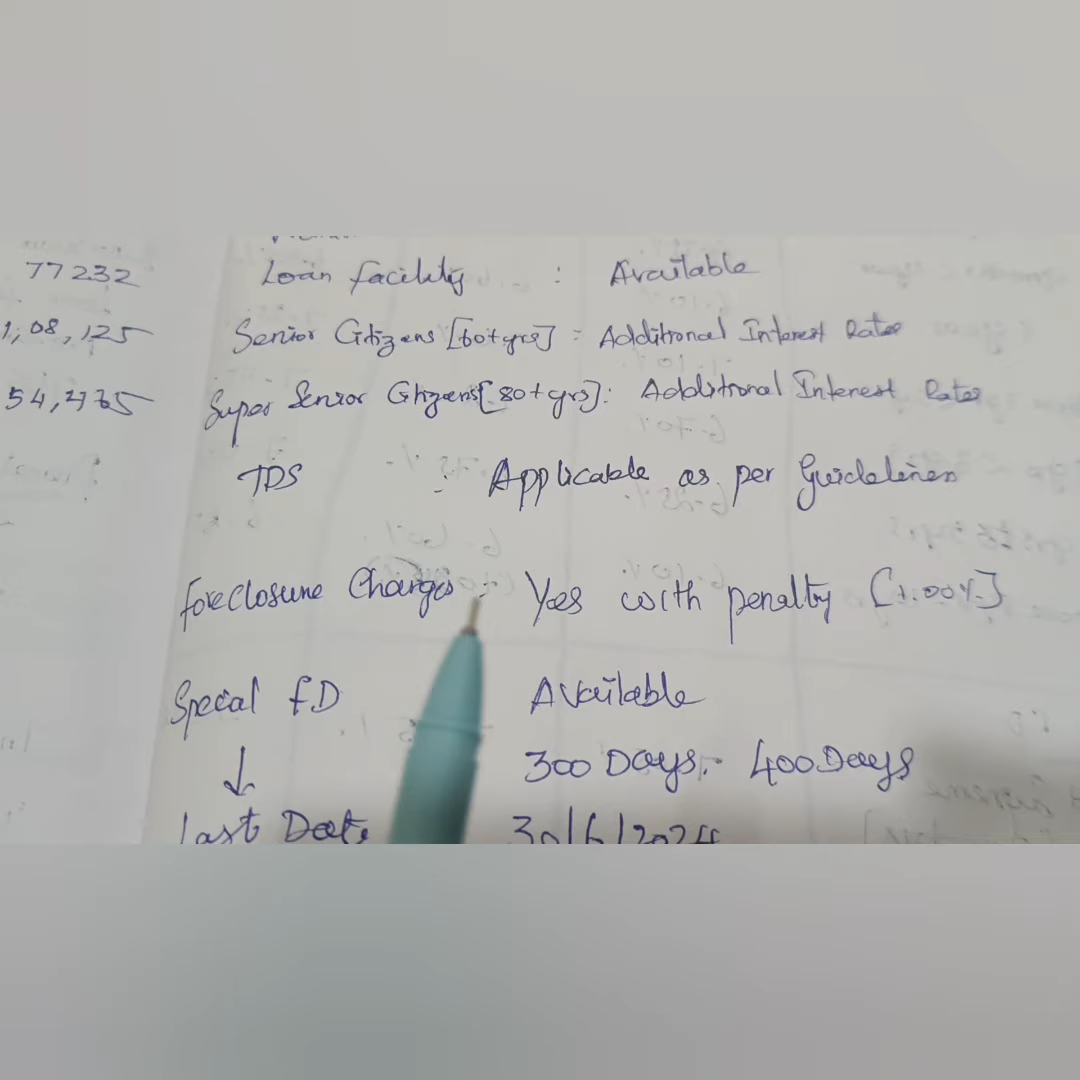 77232 Loan facility : Available
1,08,125 Senior Citizens [60+yrs] : Additional Interest Rates
Super Senior Citizens [80+yrs] : Additional Interest Rates
TDS : Applicable as per Guidelines
Foreclosure Charges : Yes with penalty [1.00%]
Special FD Available
↓ 300 Days - 400 Days
Last Date 30/6/2024